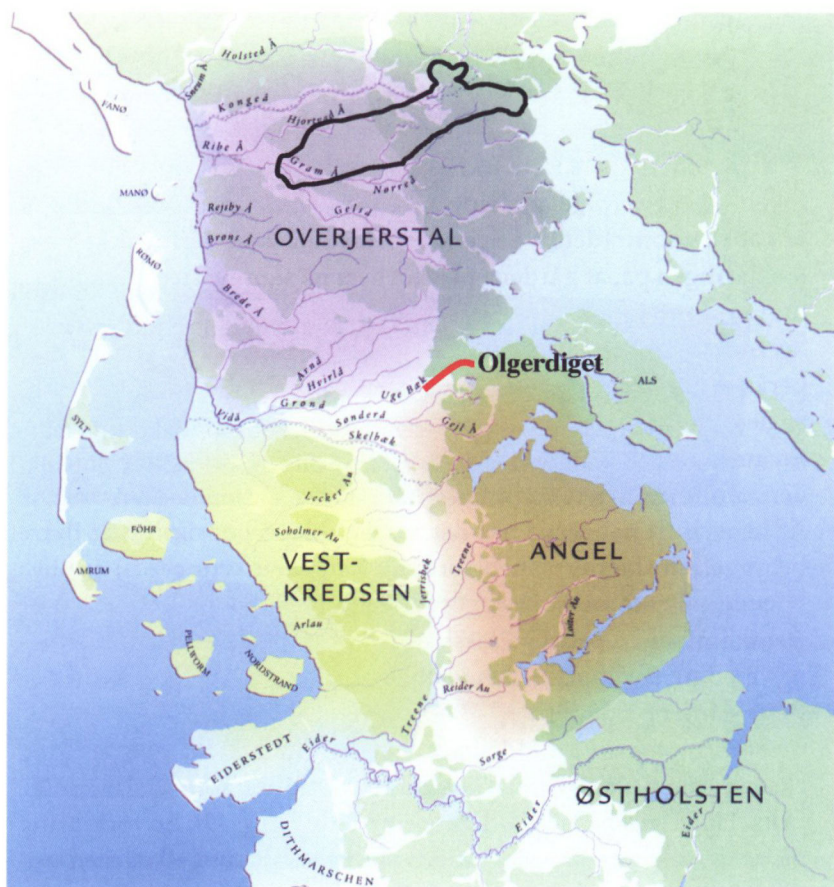 Holsted Å
Sneum Å
FANØ
Kongeå
Hjortvad Å
Ribe Å
Gram Å
Nørreå
MANØ
Rejsby Å
Gelså
Brøns Å
OVERJERSTAL
RØMØ
Brede Å
Arnå
Hvirlå
Olgerdiget
Uge Bæk
ALS
Grønå
Vidå
Sønderå
Gejl Å
SYLT
Skelbæk
Lecker Au
Soholmer Au
FÖHR
VEST-
KREDSEN
ANGEL
Jerrisbek
Treene
AMRUM
Arlau
Loiter Au
PELLWORM
NORDSTRAND
Reider Au
Treene
EIDERSTEDT
Eider
Sorge
ØSTHOLSTEN
Eider
Eider
DITHMARSCHEN